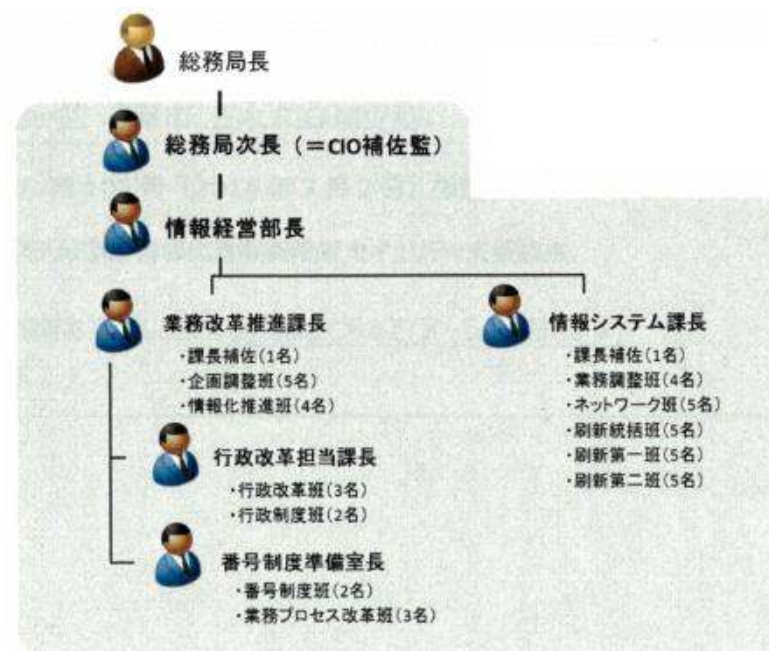 総務局長
総務局次長（＝CIO補佐監）
情報経営部長
業務改革推進課長
・課長補佐（1名）
・企画調整班（5名）
・情報化推進班（4名）
行政改革担当課長
・行政改革班（3名）
・行政制度班（2名）
番号制度準備室長
・番号制度班（2名）
・業務プロセス改革班（3名）
情報システム課長
・課長補佐（1名）
・業務調整班（4名）
・ネットワーク班（5名）
・刷新統括班（5名）
・刷新第一班（5名）
・刷新第二班（5名）